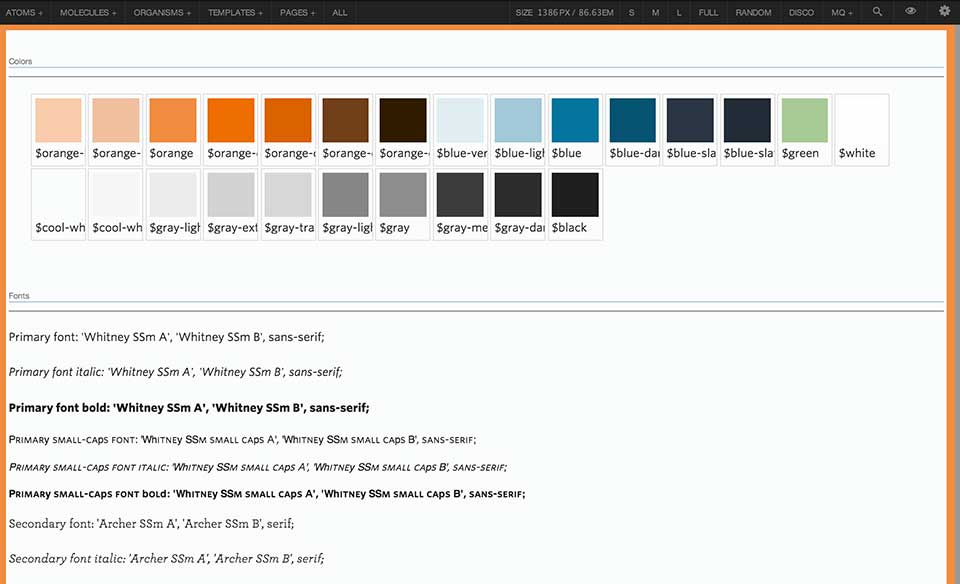 ATOMS + MOLECULES + ORGANISMS + TEMPLATES + PAGES + ALL SIZE 1386PX / 86.63EM S M L FULL RANDOM DISCO MQ +
Colors
$orange- $orange- $orange $orange- $orange- $orange- $orange- $blue-ver $blue-ligh $blue $blue-dar $blue-sla $blue-sla $green $white
$cool-wh $cool-wh $gray-ligh $gray-ext $gray-tra $gray-ligh $gray $gray-me $gray-dar $black
Fonts
Primary font: 'Whitney SSm A', 'Whitney SSm B', sans-serif;
Primary font italic: 'Whitney SSm A', 'Whitney SSm B', sans-serif;
Primary font bold: 'Whitney SSm A', 'Whitney SSm B', sans-serif;
Primary small-caps font: 'Whitney SSm small caps A', 'Whitney SSm small caps B', sans-serif;
Primary small-caps font italic: 'Whitney SSm small caps A', 'Whitney SSm small caps B', sans-serif;
Primary small-caps font bold: 'Whitney SSm small caps A', 'Whitney SSm small caps B', sans-serif;
Secondary font: 'Archer SSm A', 'Archer SSm B', serif;
Secondary font italic: 'Archer SSm A', 'Archer SSm B', serif;